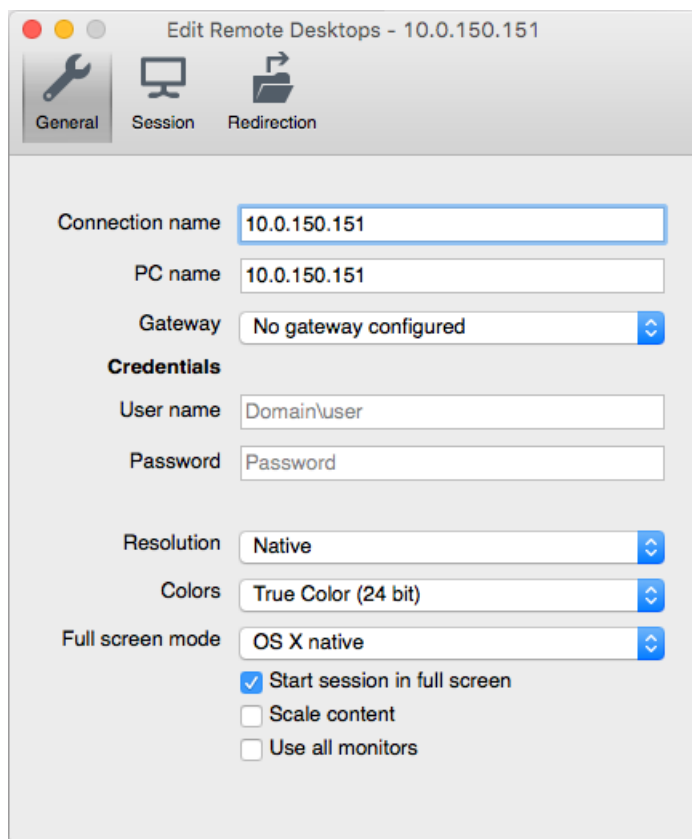 Edit Remote Desktops - 10.0.150.151
General Session Redirection
Connection name 10.0.150.151
PC name 10.0.150.151
Gateway No gateway configured
Credentials
User name Domain\user
Password Password
Resolution Native
Colors True Color (24 bit)
Full screen mode OS X native
Start session in full screen
Scale content
Use all monitors